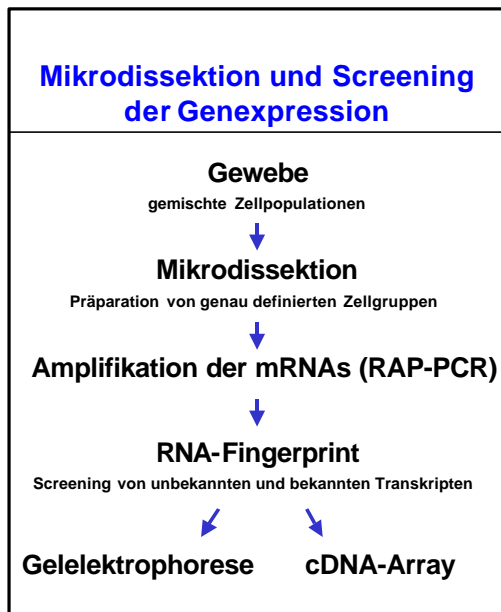 Mikrodissektion und Screening
der Genexpression
Gewebe
gemischte Zellpopulationen
Mikrodissektion
Präparation von genau definierten Zellgruppen
Amplifikation der mRNAs (RAP-PCR)
RNA-Fingerprint
Screening von unbekannten und bekannten Transkripten
Gelelektrophorese cDNA-Array